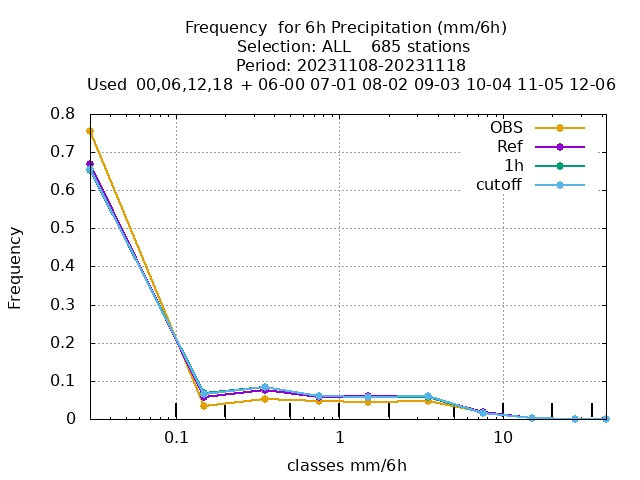 Frequency  for 6h Precipitation (mm/6h)
Selection: ALL    685 stations
Period: 20231108-20231118
Used  00,06,12,18  + 06-00 07-01 08-02 09-03 10-04 11-05 12-06
OBS
Ref
1h
cutoff
0.8
0.7
0.6
0.5
0.4
0.3
0.2
0.1
0
Frequency
0.1
1
10
classes mm/6h